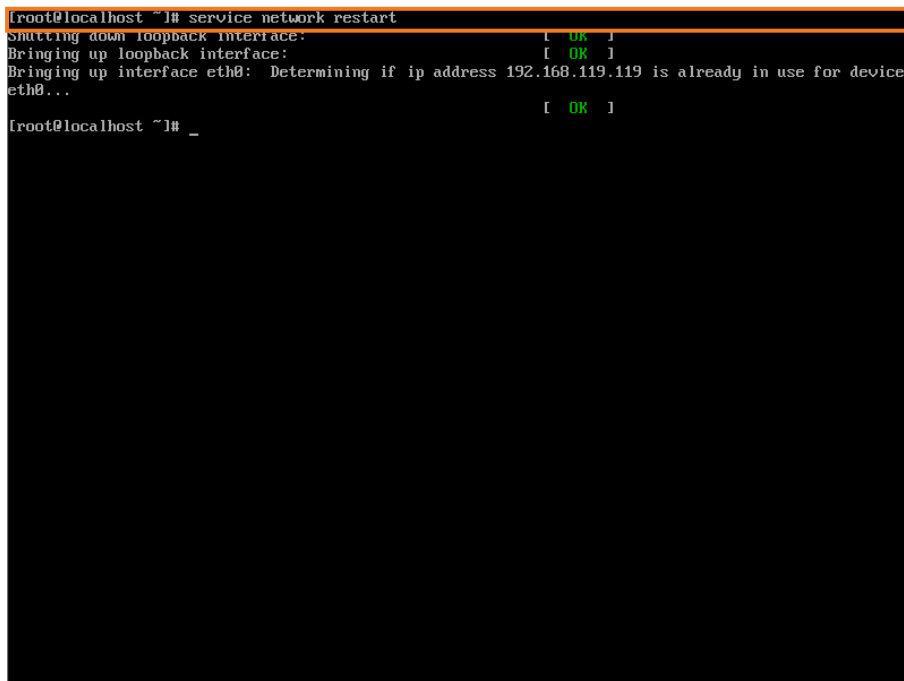 [root@localhost ~]# service network restart
Shutting down loopback interface: [ OK ]
Bringing up loopback interface: [ OK ]
Bringing up interface eth0: Determining if ip address 192.168.119.119 is already in use for device
eth0...
[ OK ]
[root@localhost ~]# _